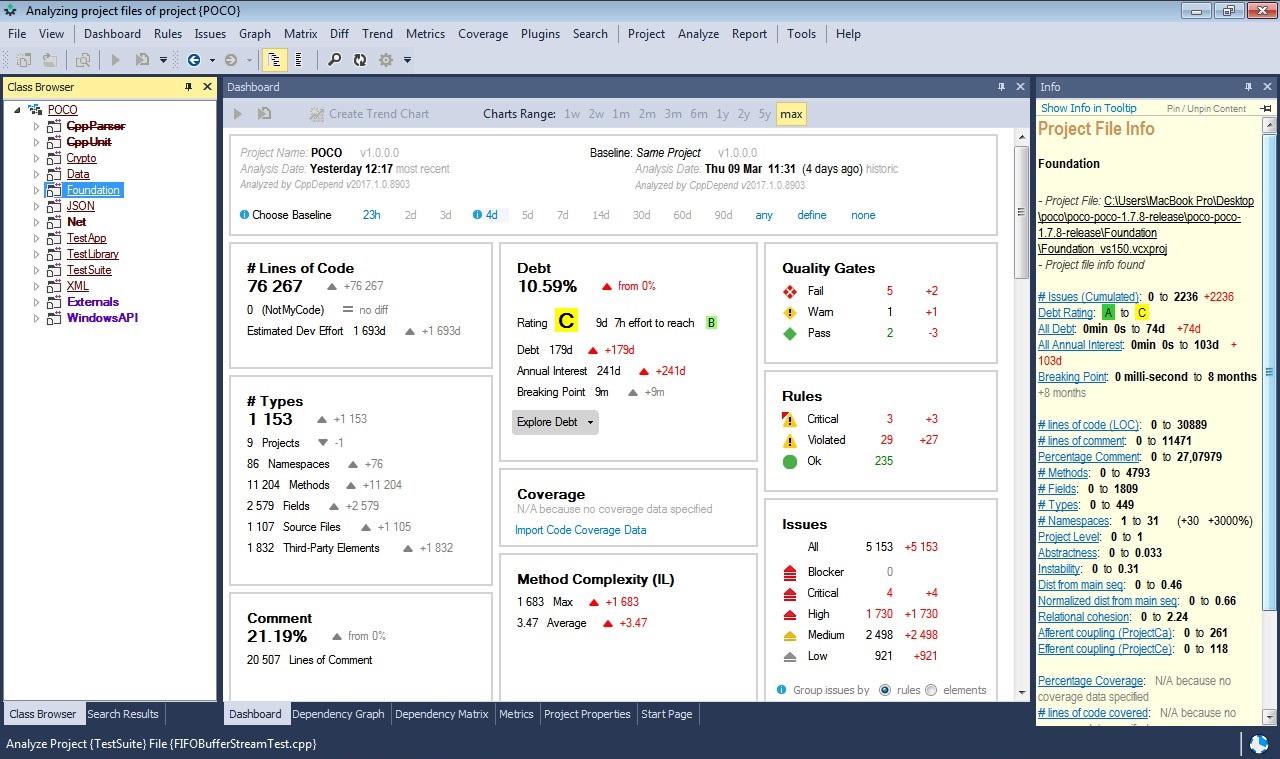 Analyzing project files of project {POCO}
File View Dashboard Rules Issues Graph Matrix Diff Trend Metrics Coverage Plugins Search Project Analyze Report Tools Help
Class Browser
POCO
CppParser
CppUnit
Crypto
Data
Foundation
JSON
Net
TestApp
TestLibrary
TestSuite
XML
Externals
WindowsAPI
Class Browser Search Results
Dashboard
Create Trend Chart Charts Range: 1w 2w 1m 2m 3m 6m 1y 2y 5y max
Project Name: POCO v1.0.0.0
Analysis Date: Yesterday 12:17 most recent
Analyzed by CppDepend v2017.1.0.8903
Baseline: Same Project v1.0.0.0
Analysis Date: Thu 09 Mar 11:31 (4 days ago) historic
Analyzed by CppDepend v2017.1.0.8903
Choose Baseline 23h 2d 3d 4d 5d 7d 14d 30d 60d 90d any define none
# Lines of Code
76 267 +76 267
0 (NotMyCode) no diff
Estimated Dev Effort 1 693d +1 693d
# Types
1 153 +1 153
9 Projects -1
86 Namespaces +76
11 204 Methods +11 204
2 579 Fields +2 579
1 107 Source Files +1 105
1 832 Third-Party Elements +1 832
Comment
21.19% from 0%
20 507 Lines of Comment
Debt
10.59% from 0%
Rating C 9d 7h effort to reach B
Debt 179d +179d
Annual Interest 241d +241d
Breaking Point 9m +9m
Explore Debt
Coverage
N/A because no coverage data specified
Import Code Coverage Data
Method Complexity (IL)
1 683 Max +1 683
3.47 Average +3.47
Quality Gates
Fail 5 +2
Warn 1 +1
Pass 2 -3
Rules
Critical 3 +3
Violated 29 +27
Ok 235
Issues
All 5 153 +5 153
Blocker 0
Critical 4 +4
High 1 730 +1 730
Medium 2 498 +2 498
Low 921 +921
Group issues by rules elements
Dashboard Dependency Graph Dependency Matrix Metrics Project Properties Start Page
Info
Show Info in Tooltip Pin / Unpin Content
Project File Info
Foundation
- Project File: C:\Users\MacBook Pro\Desktop
\poco\poco-poco-1.7.8-release\poco-poco-
1.7.8-release\Foundation
\Foundation_vs150.vcxproj
- Project file info found
# Issues (Cumulated): 0 to 2236 +2236
Debt Rating: A to C
All Debt: 0min 0s to 74d +74d
All Annual Interest: 0min 0s to 103d +
103d
Breaking Point: 0 milli-second to 8 months
+8 months
# lines of code (LOC): 0 to 30889
# lines of comment: 0 to 11471
Percentage Comment: 0 to 27,07979
# Methods: 0 to 4793
# Fields: 0 to 1809
# Types: 0 to 449
# Namespaces: 1 to 31 (+30 +3000%)
Project Level: 0 to 1
Abstractness: 0 to 0.033
Instability: 0 to 0.31
Dist from main seq: 0 to 0.46
Normalized dist from main seq: 0 to 0.66
Relational cohesion: 0 to 2.24
Afferent coupling (ProjectCa): 0 to 261
Efferent coupling (ProjectCe): 0 to 118
Percentage Coverage: N/A because no
coverage data specified
# lines of code covered: N/A because no
Analyze Project {TestSuite} File {FIFOBufferStreamTest.cpp}